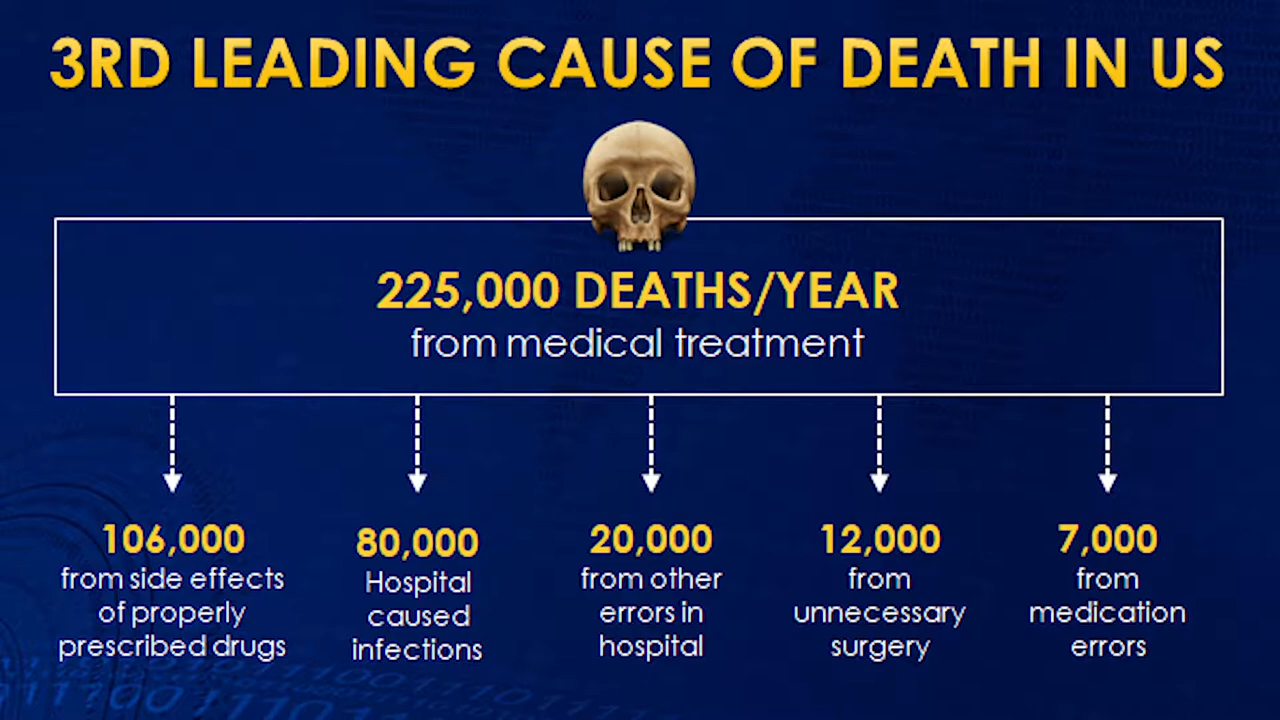 3RD LEADING CAUSE OF DEATH IN US
225,000 DEATHS/YEAR
from medical treatment
106,000
from side effects
of properly
prescribed drugs
80,000
Hospital
caused
infections
20,000
from other
errors in
hospital
12,000
from
unnecessary
surgery
7,000
from
medication
errors